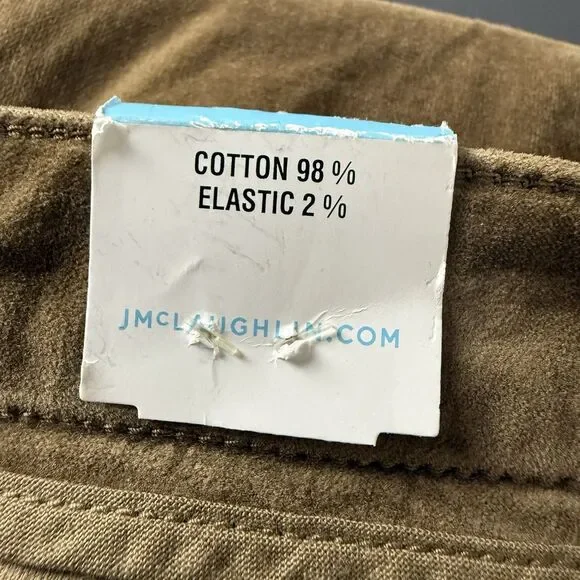 COTTON 98 %
ELASTIC 2 %
JMCLAUGHLIN.COM